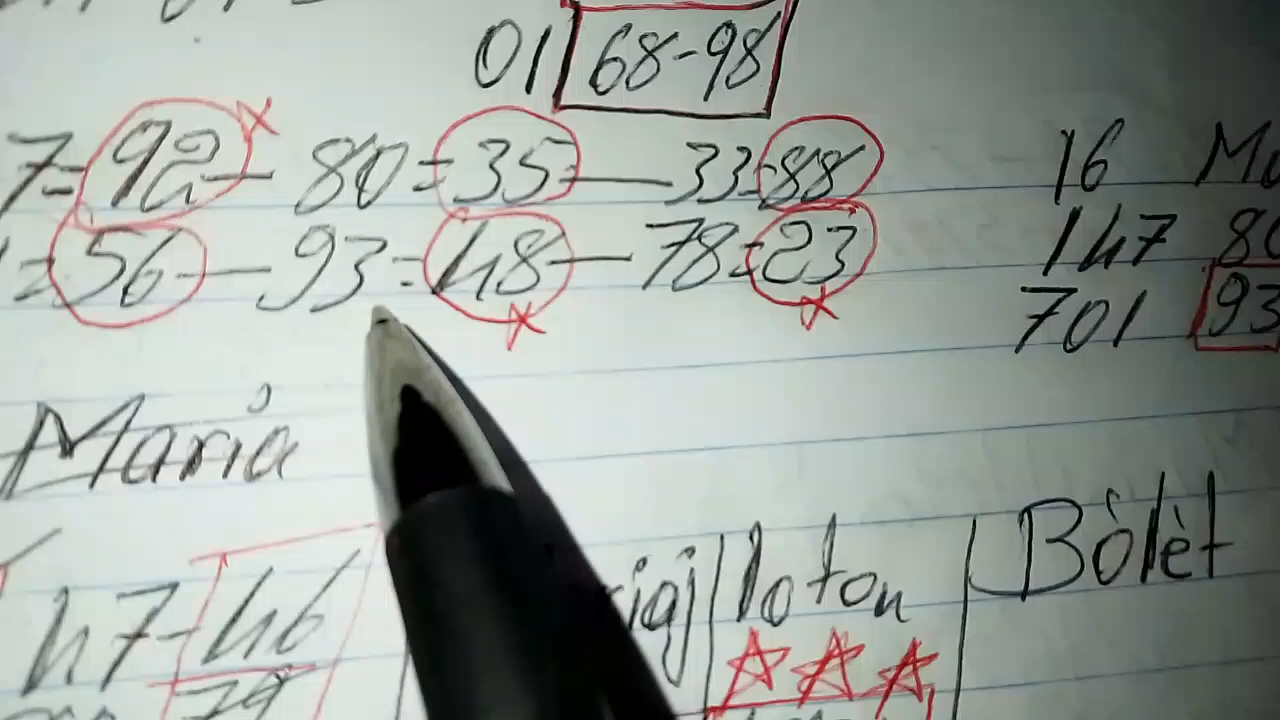 01 68-98
7=92-80=35-33=88
=56-93=48-78=23
16
147
701 93
Maria
loton
Bòlèt
47-46